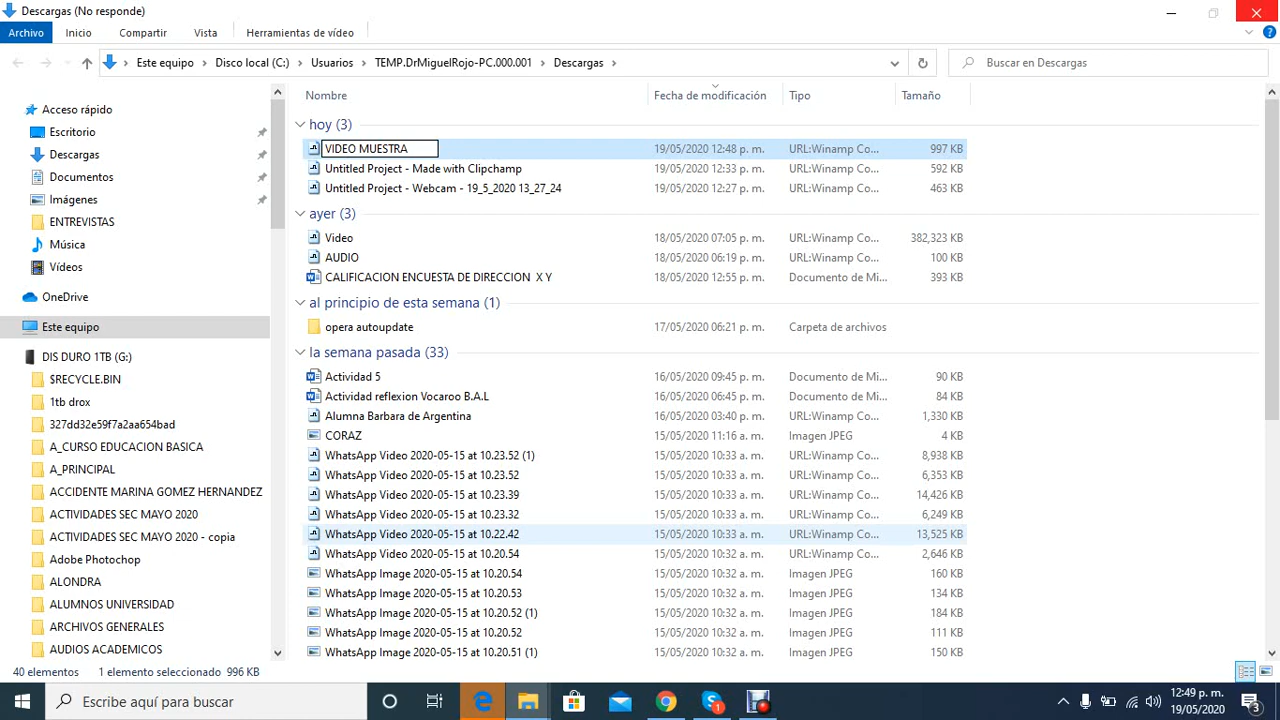 Descargas (No responde)
Archivo Inicio Compartir Vista Herramientas de vídeo
Este equipo Disco local (C:) Usuarios TEMP.DrMiguelRojo-PC.000.001 Descargas Buscar en Descargas
Nombre Fecha de modificación Tipo Tamaño
Acceso rápido
Escritorio
Descargas
Documentos
Imágenes
ENTREVISTAS
Música
Vídeos
OneDrive
Este equipo
DIS DURO 1TB (G:)
$RECYCLE.BIN
1tb drox
327dd32e59f7a2aa654bad
A_CURSO EDUCACION BASICA
A_PRINCIPAL
ACCIDENTE MARINA GOMEZ HERNANDEZ
ACTIVIDADES SEC MAYO 2020
ACTIVIDADES SEC MAYO 2020 - copia
Adobe Photochop
ALONDRA
ALUMNOS UNIVERSIDAD
ARCHIVOS GENERALES
AUDIOS ACADEMICOS
hoy (3)
VIDEO MUESTRA 19/05/2020 12:48 p. m. URL:Winamp Co... 997 KB
Untitled Project - Made with Clipchamp 19/05/2020 12:33 p. m. URL:Winamp Co... 592 KB
Untitled Project - Webcam - 19_5_2020 13_27_24 19/05/2020 12:27 p. m. URL:Winamp Co... 463 KB
ayer (3)
Video 18/05/2020 07:05 p. m. URL:Winamp Co... 382,323 KB
AUDIO 18/05/2020 06:19 p. m. URL:Winamp Co... 100 KB
CALIFICACION ENCUESTA DE DIRECCION X Y 18/05/2020 12:55 p. m. Documento de Mi... 393 KB
al principio de esta semana (1)
opera autoupdate 17/05/2020 06:21 p. m. Carpeta de archivos
la semana pasada (33)
Actividad 5 16/05/2020 09:45 p. m. Documento de Mi... 90 KB
Actividad reflexion Vocaroo B.A.L 16/05/2020 06:45 p. m. Documento de Mi... 84 KB
Alumna Barbara de Argentina 16/05/2020 03:40 p. m. URL:Winamp Co... 1,330 KB
CORAZ 15/05/2020 11:16 a. m. Imagen JPEG 4 KB
WhatsApp Video 2020-05-15 at 10.23.52 (1) 15/05/2020 10:33 a. m. URL:Winamp Co... 8,938 KB
WhatsApp Video 2020-05-15 at 10.23.52 15/05/2020 10:33 a. m. URL:Winamp Co... 6,353 KB
WhatsApp Video 2020-05-15 at 10.23.39 15/05/2020 10:33 a. m. URL:Winamp Co... 14,426 KB
WhatsApp Video 2020-05-15 at 10.23.32 15/05/2020 10:33 a. m. URL:Winamp Co... 6,249 KB
WhatsApp Video 2020-05-15 at 10.22.42 15/05/2020 10:33 a. m. URL:Winamp Co... 13,525 KB
WhatsApp Video 2020-05-15 at 10.20.54 15/05/2020 10:32 a. m. URL:Winamp Co... 2,646 KB
WhatsApp Image 2020-05-15 at 10.20.54 15/05/2020 10:32 a. m. Imagen JPEG 160 KB
WhatsApp Image 2020-05-15 at 10.20.53 15/05/2020 10:32 a. m. Imagen JPEG 134 KB
WhatsApp Image 2020-05-15 at 10.20.52 (1) 15/05/2020 10:32 a. m. Imagen JPEG 184 KB
WhatsApp Image 2020-05-15 at 10.20.52 15/05/2020 10:32 a. m. Imagen JPEG 111 KB
WhatsApp Image 2020-05-15 at 10.20.51 (1) 15/05/2020 10:32 a. m. Imagen JPEG 150 KB
40 elementos 1 elemento seleccionado 996 KB
Escribe aquí para buscar 1 12:49 p. m. 3
19/05/2020